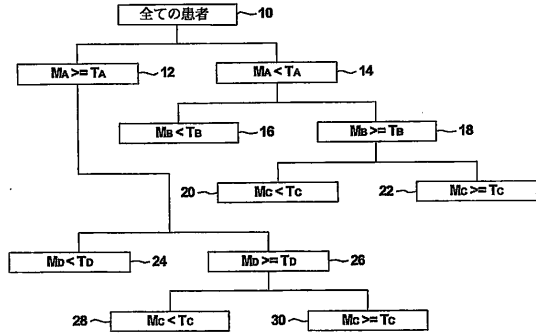 全ての患者 10
MA>=TA 12
MA<TA 14
MB<TB 16
MB>=TB 18
20 MC<TC
22 MC>=TC
MD<TD 24
MD>=TD 26
28 MC<TC
30 MC>=TC